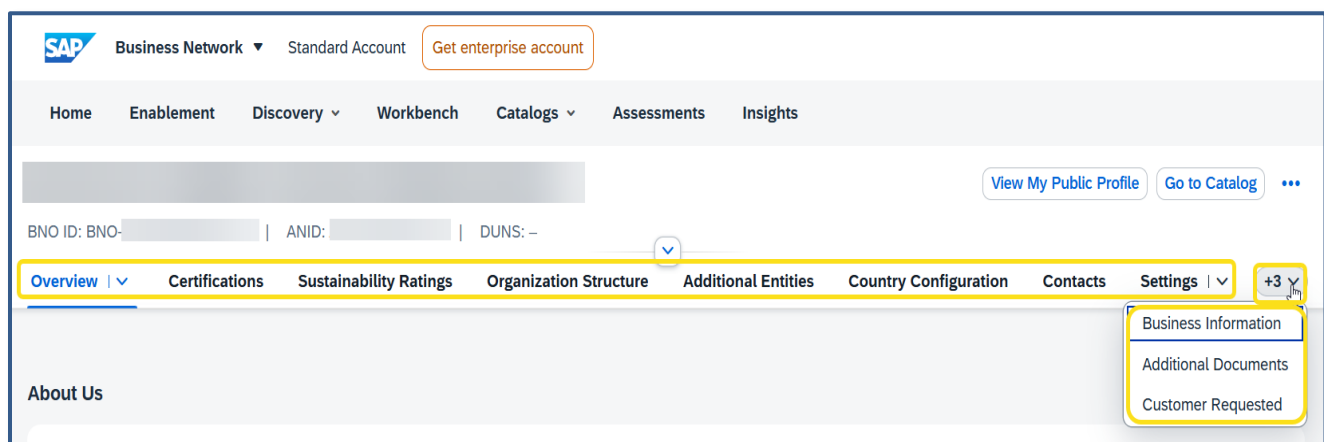 SAP Business Network Standard Account Get enterprise account
Home Enablement Discovery Workbench Catalogs Assessments Insights
View My Public Profile Go to Catalog •••
BNO ID: BNO- | ANID: | DUNS: –
Overview | Certifications Sustainability Ratings Organization Structure Additional Entities Country Configuration Contacts Settings | +3
Business Information
Additional Documents
About Us
Customer Requested